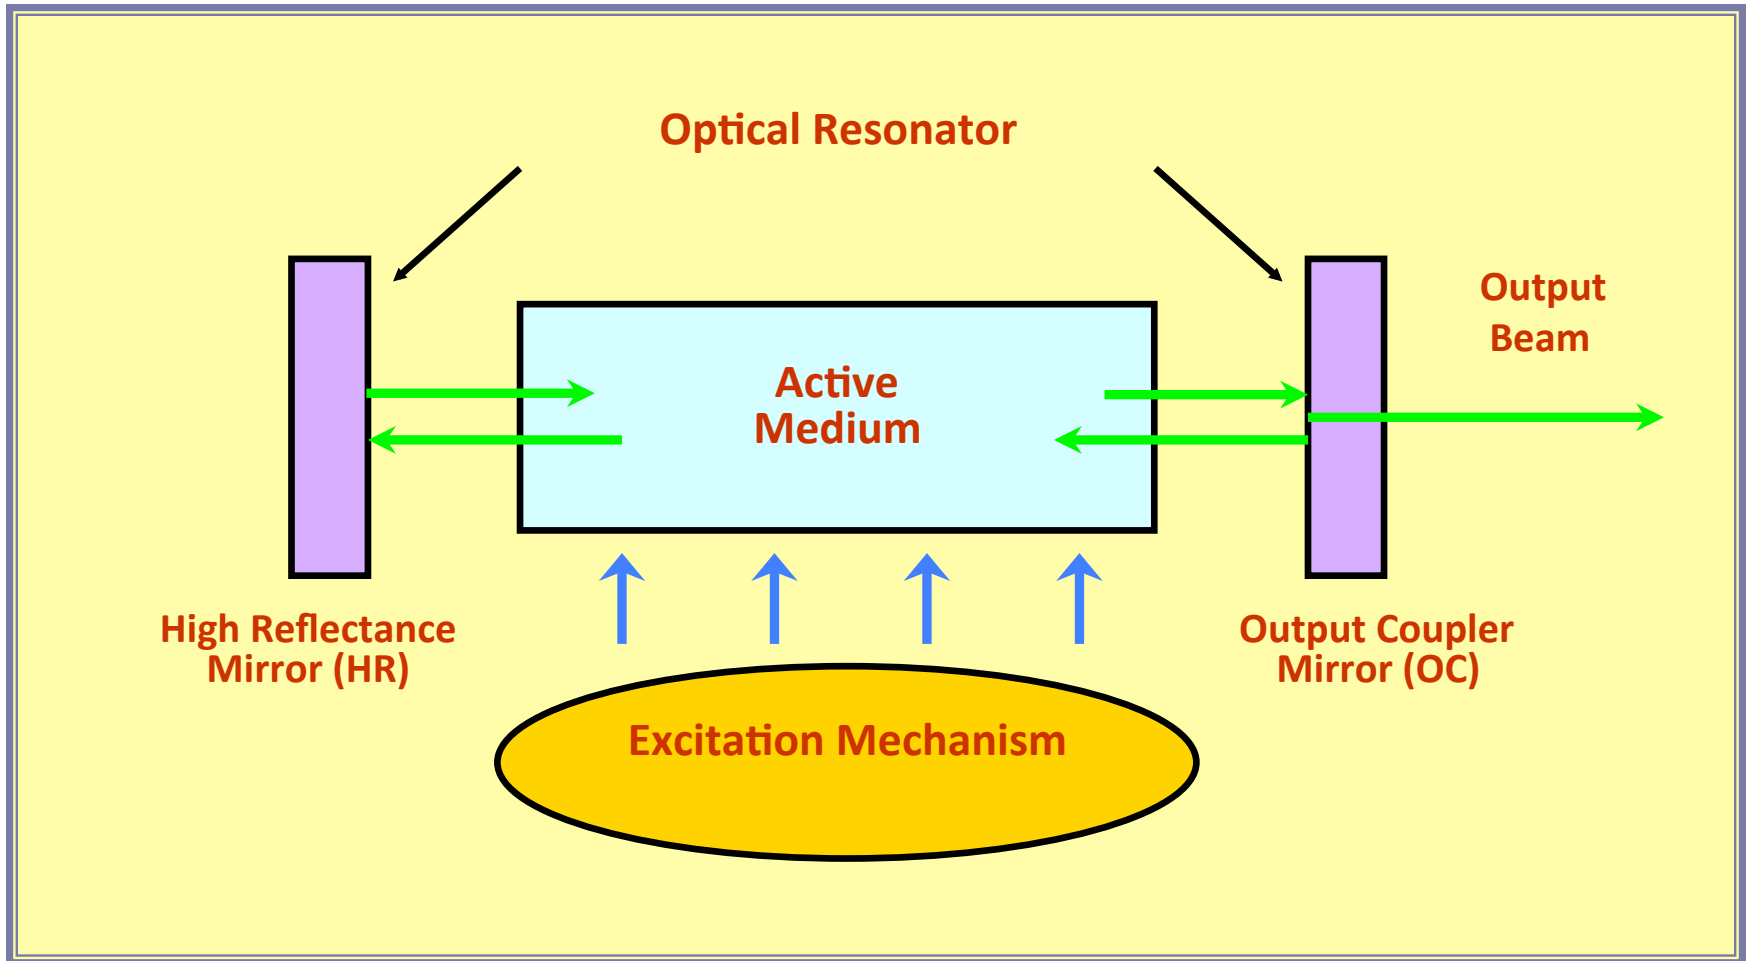 Optical Resonator
Output
Beam
Active
Medium
High Reflectance
Mirror (HR)
Output Coupler
Mirror (OC)
Excitation Mechanism